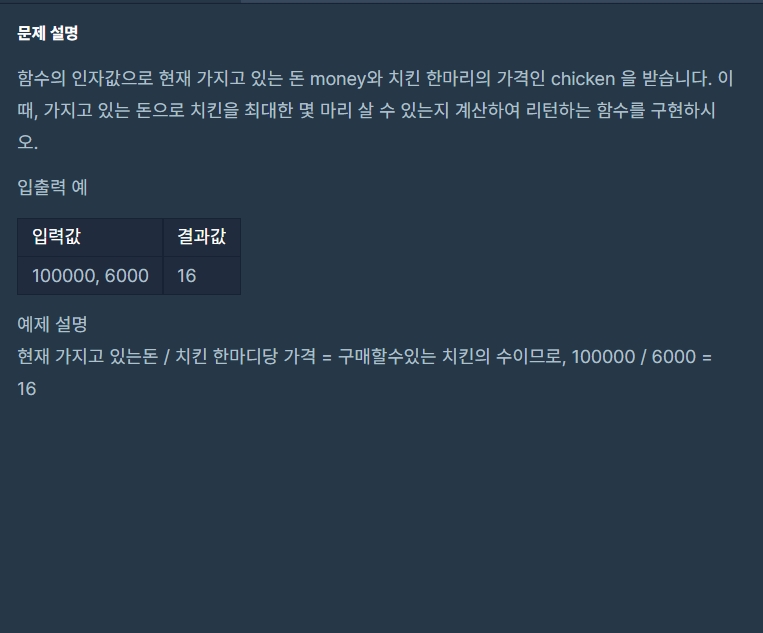 문제 설명
함수의 인자값으로 현재 가지고 있는 돈 money와 치킨 한마리의 가격인 chicken 을 받습니다. 이
때, 가지고 있는 돈으로 치킨을 최대한 몇 마리 살 수 있는지 계산하여 리턴하는 함수를 구현하시
오.
입출력 예
입력값 결과값
100000, 6000 16
예제 설명
현재 가지고 있는돈 / 치킨 한마디당 가격 = 구매할수있는 치킨의 수이므로, 100000 / 6000 =
16